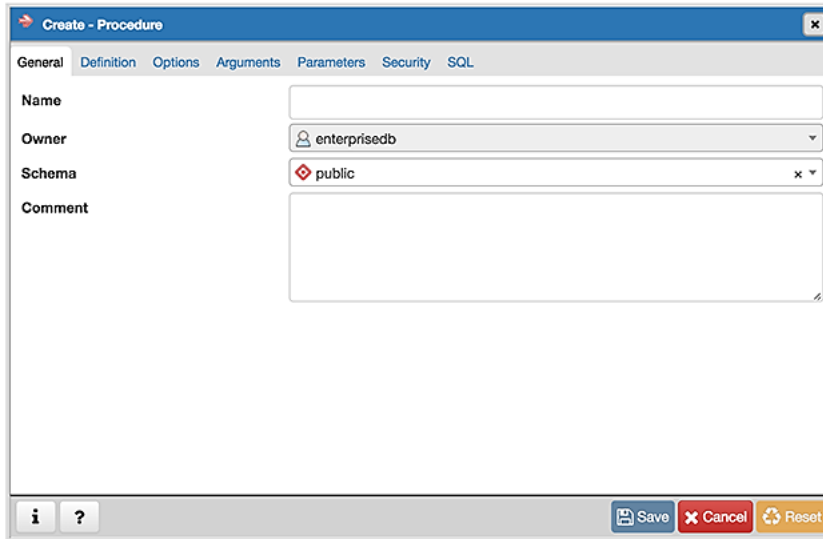 Create - Procedure
General Definition Options Arguments Parameters Security SQL
Name
Owner enterprisedb
Schema public
Comment
i ? Save Cancel Reset